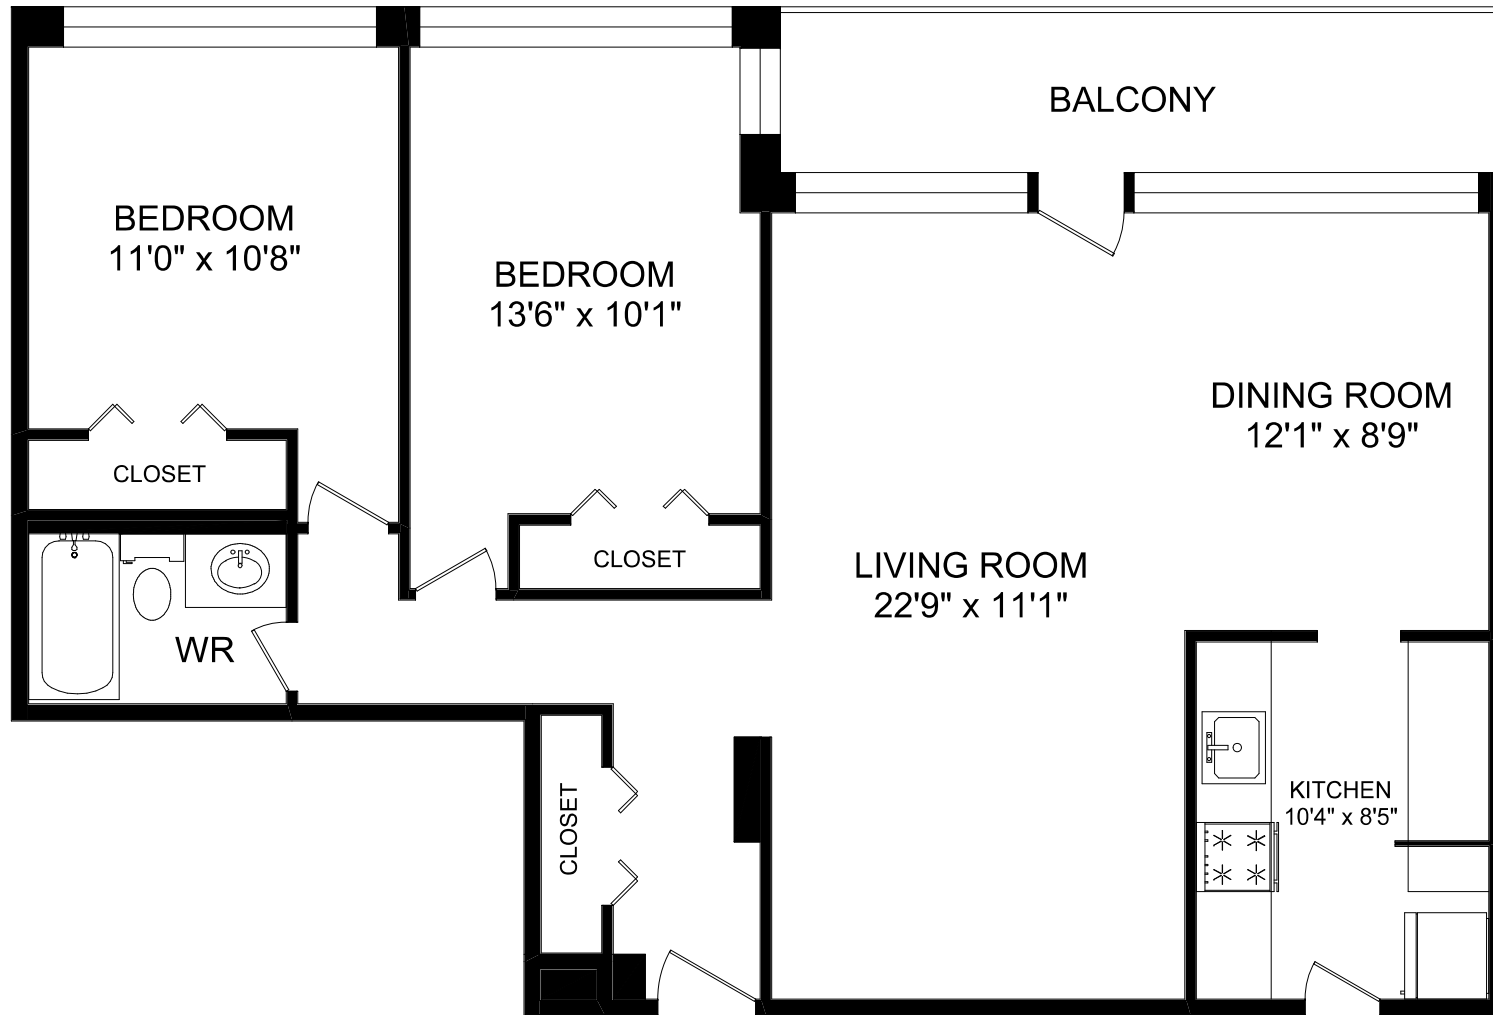 BALCONY
BEDROOM
11'0" x 10'8"
BEDROOM
13'6" x 10'1"
DINING ROOM
12'1" x 8'9"
CLOSET
CLOSET
LIVING ROOM
22'9" x 11'1"
WR
KITCHEN
10'4" x 8'5"
CLOSET